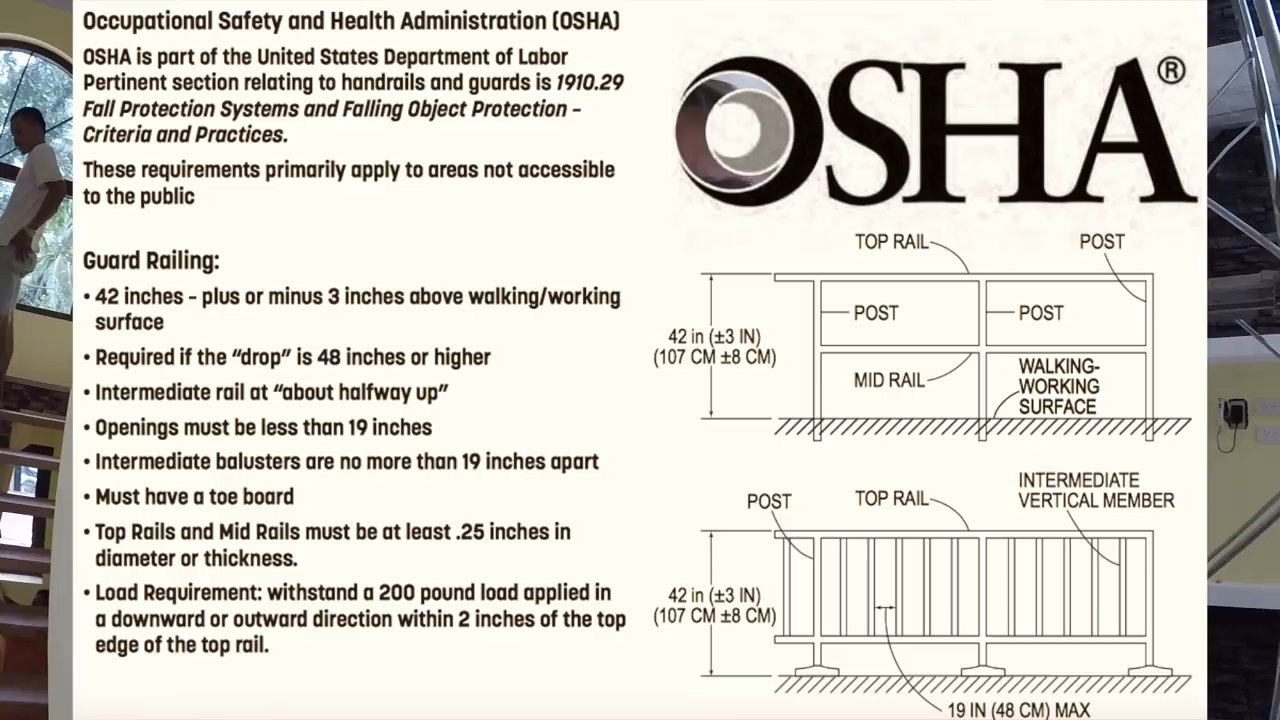 Occupational Safety and Health Administration (OSHA)
OSHA is part of the United States Department of Labor
Pertinent section relating to handrails and guards is 1910.29
Fall Protection Systems and Falling Object Protection –
Criteria and Practices.
These requirements primarily apply to areas not accessible
to the public
Guard Railing:
• 42 inches – plus or minus 3 inches above walking/working
surface
• Required if the “drop” is 48 inches or higher
• Intermediate rail at “about halfway up”
• Openings must be less than 19 inches
• Intermediate balusters are no more than 19 inches apart
• Must have a toe board
• Top Rails and Mid Rails must be at least .25 inches in
diameter or thickness.
• Load Requirement: withstand a 200 pound load applied in
a downward or outward direction within 2 inches of the top
edge of the top rail.
OSHA®
TOP RAIL
POST
POST
POST
42 in (±3 IN)
(107 CM ±8 CM)
MID RAIL
WALKING-
WORKING
SURFACE
INTERMEDIATE
VERTICAL MEMBER
POST
TOP RAIL
42 in (±3 IN)
(107 CM ±8 CM)
19 IN (48 CM) MAX